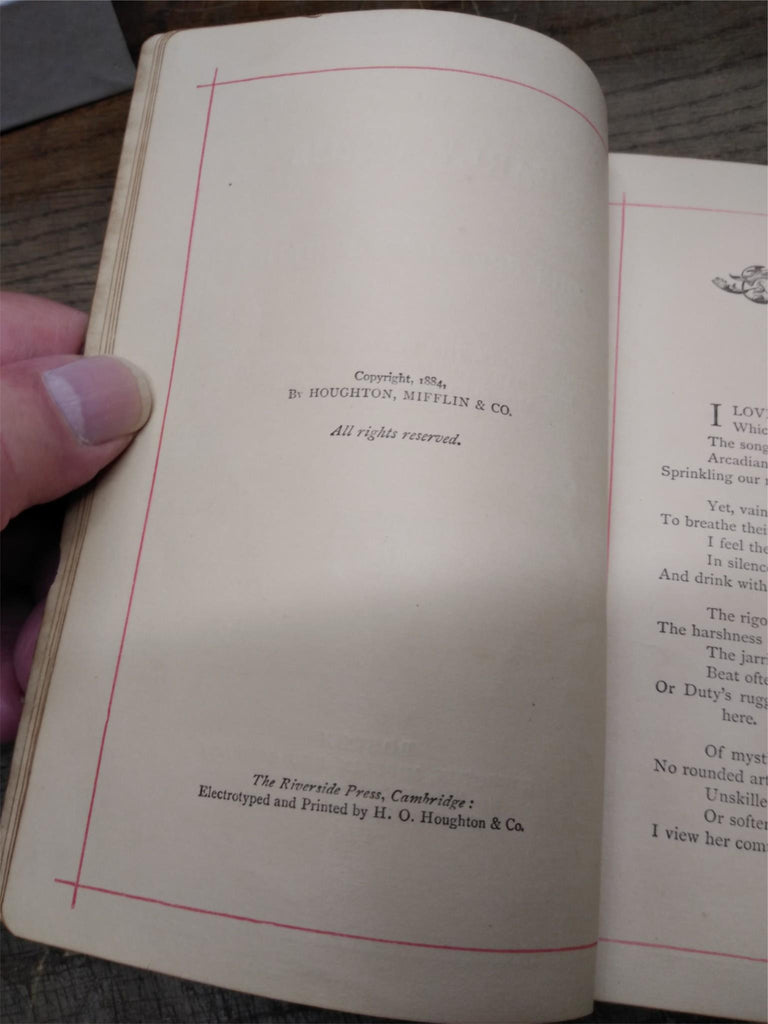 Copyright, 1884,
By HOUGHTON, MIFFLIN & CO.
All rights reserved.
The Riverside Press, Cambridge:
Electrotyped and Printed by H. O. Houghton & Co.
I LOV
Whic
The song
Arcadian
Sprinkling our
Yet, vain
To breathe thei
I feel the
In silence
And drink with
The rigo
The harshness
The jarri
Beat ofte
Or Duty's rugg
here.
Of myst
No rounded art
Unskille
Or softer
I view her com